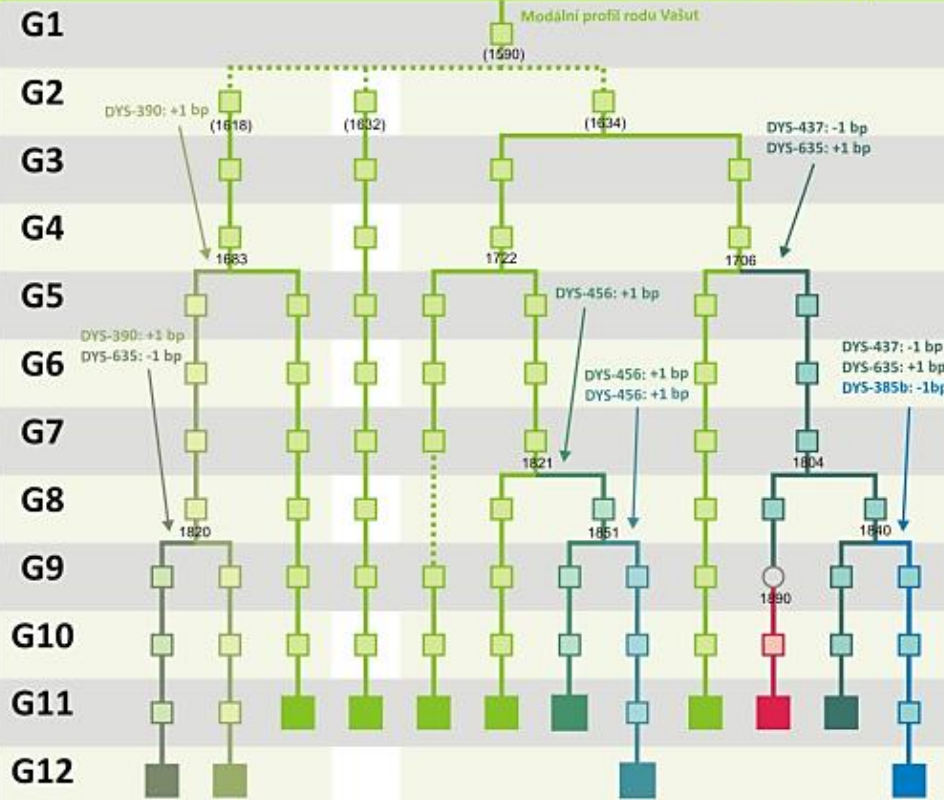 G1
Modální profil rodu Vašut
(1590)
G2
DYS-390: +1 bp
(1618)
(1632)
(1634)
DYS-437: -1 bp
DYS-635: +1 bp
G3
G4
1683
1722
1706
G5
DYS-456: +1 bp
DYS-390: +1 bp
DYS-635: -1 bp
G6
DYS-456: +1 bp
DYS-456: +1 bp
DYS-437: -1 bp
DYS-635: +1 bp
DYS-385b: -1bp
G7
1821
1804
G8
1820
1851
1840
G9
1890
G10
G11
G12